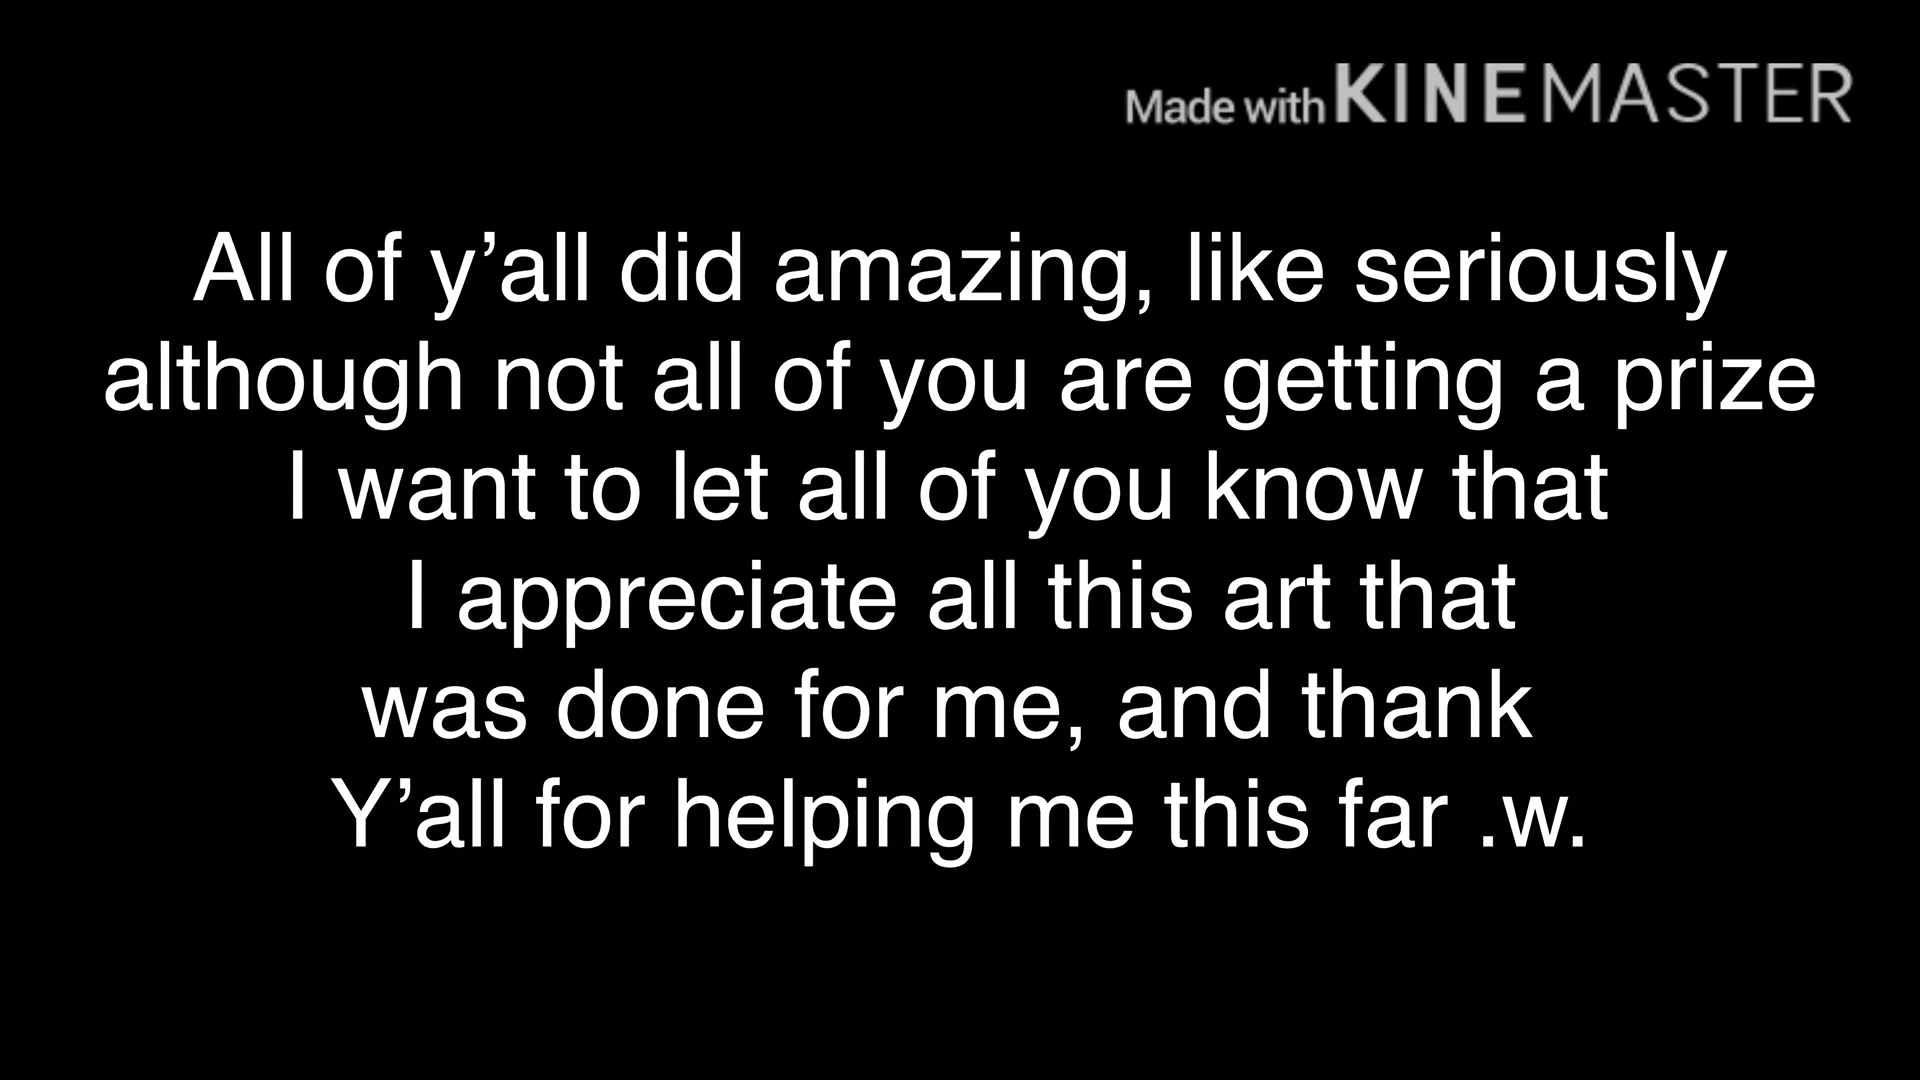 Made with KINEMASTER
All of y’all did amazing, like seriously
although not all of you are getting a prize
I want to let all of you know that
I appreciate all this art that
was done for me, and thank
Y’all for helping me this far .w.